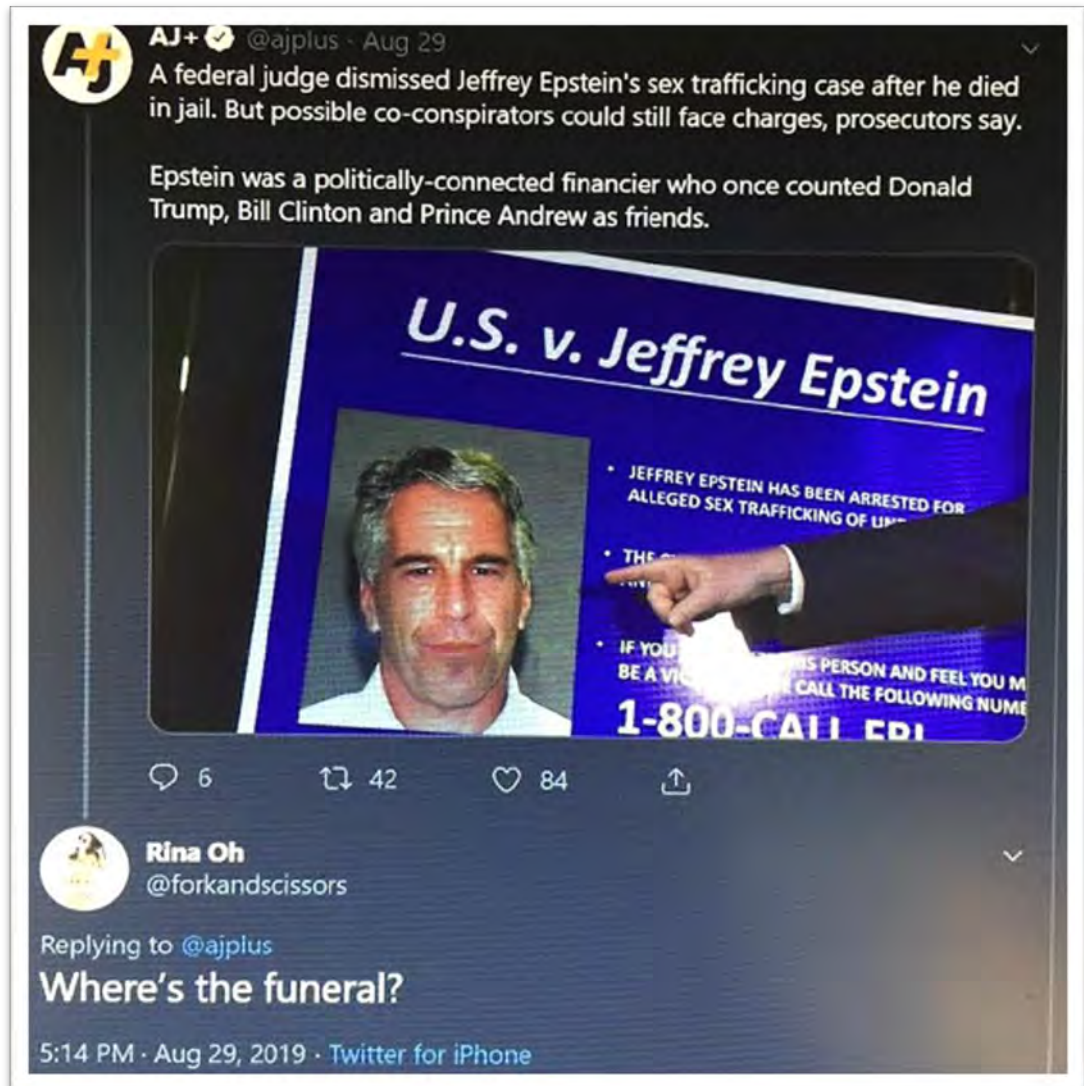 AJ+ @ajplus · Aug 29
A federal judge dismissed Jeffrey Epstein's sex trafficking case after he died
in jail. But possible co-conspirators could still face charges, prosecutors say.
Epstein was a politically-connected financier who once counted Donald
Trump, Bill Clinton and Prince Andrew as friends.
U.S. v. Jeffrey Epstein
• JEFFREY EPSTEIN HAS BEEN ARRESTED FOR
ALLEGED SEX TRAFFICKING OF
• THE
• IF YOU PERSON AND FEEL YOU
BE A CALL THE FOLLOWING
1-800-CALL FBI
6 42 84
Rina Oh
@forkandscissors
Replying to @ajplus
Where's the funeral?
5:14 PM · Aug 29, 2019 · Twitter for iPhone